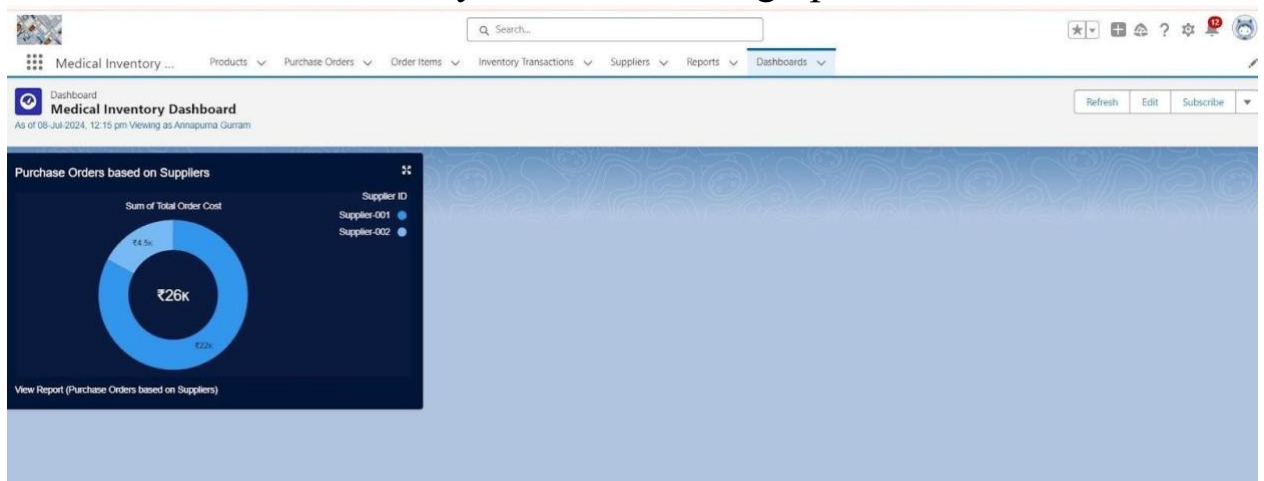 Search...
12
Medical Inventory ...
Products
Purchase Orders
Order Items
Inventory Transactions
Suppliers
Reports
Dashboards
Dashboard
Medical Inventory Dashboard
As of 08-Jul-2024, 12:15 pm Viewing as Annapurna Gurram
Refresh
Edit
Subscribe
Purchase Orders based on Suppliers
Sum of Total Order Cost
Supplier ID
Supplier-001
Supplier-002
₹4.5K
₹26K
₹22K
View Report (Purchase Orders based on Suppliers)